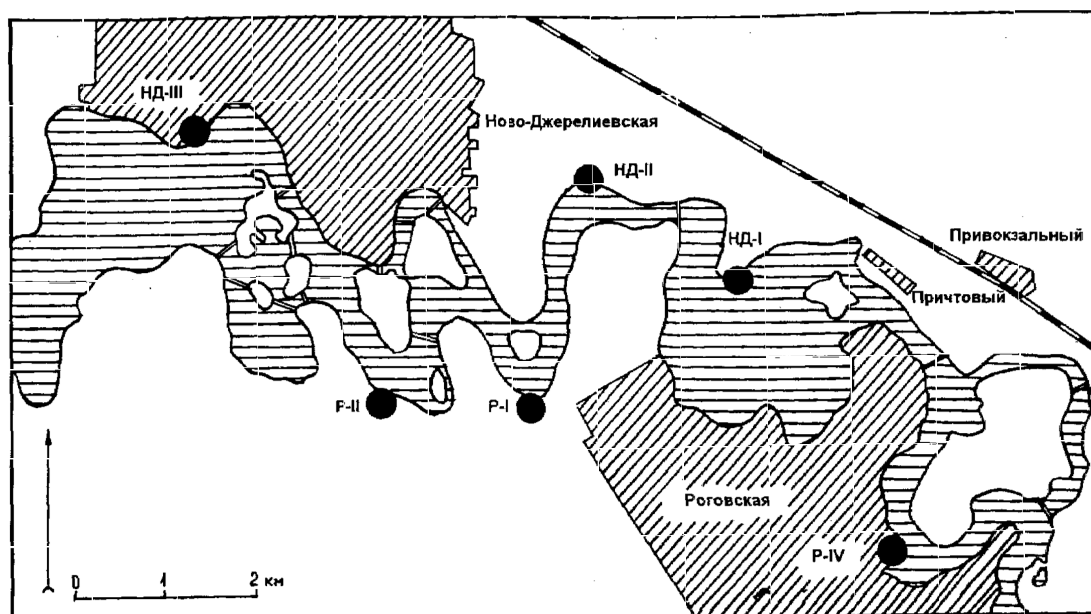 НД-III
Ново-Джерелиевская
НД-II
НД-I
Привокзальный
Причтовый
Р-II
Р-I
Роговская
Р-IV
0 1 2 км